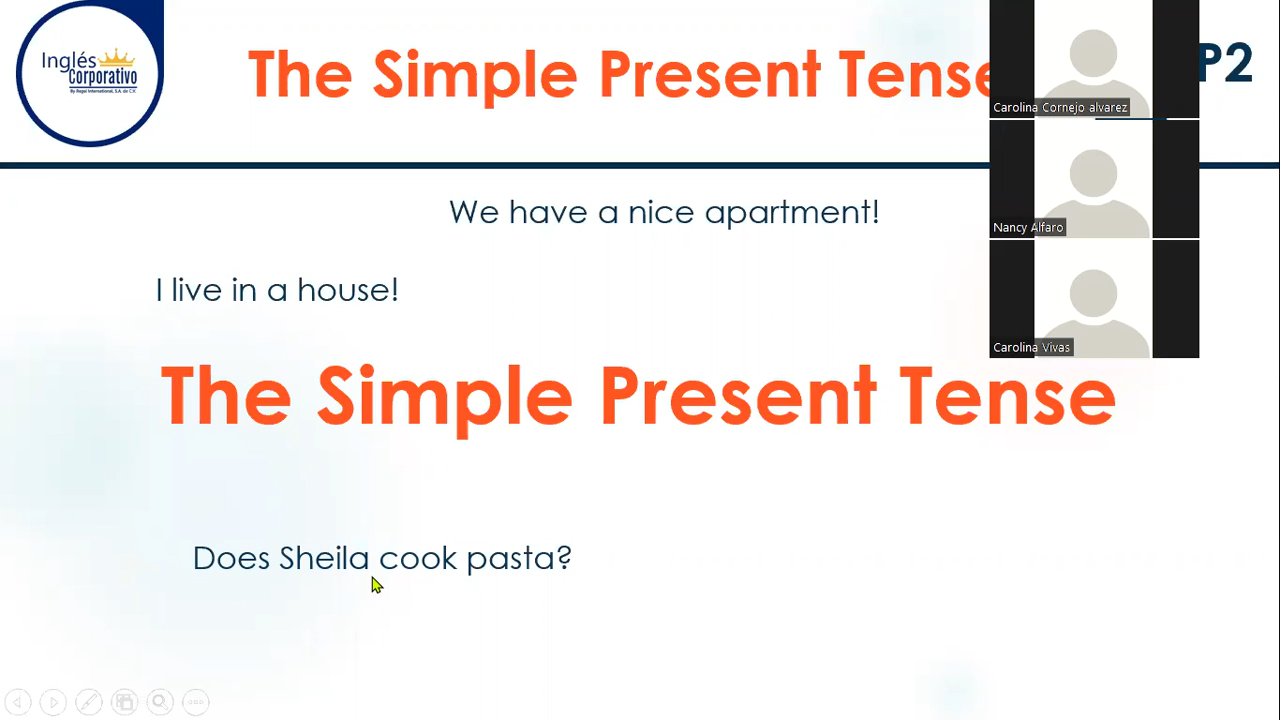 Inglés
Corporativo
By Regal International, S.A. de C.V.
The Simple Present Tense
P2
Carolina Cornejo alvarez
We have a nice apartment!
Nancy Alfaro
I live in a house!
Carolina Vivas
The Simple Present Tense
Does Sheila cook pasta?